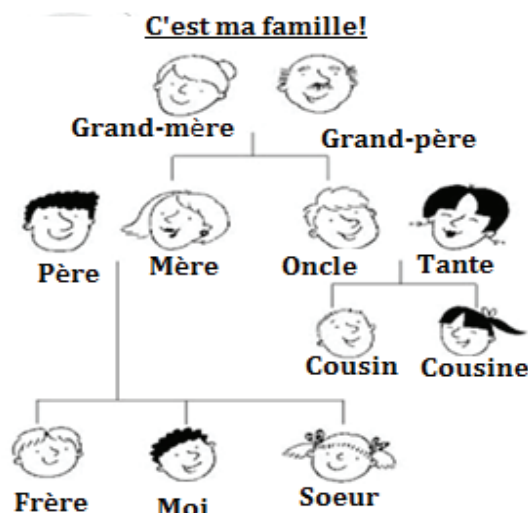 C'est ma famille!
Grand-mère
Grand-père
Père
Mère
Oncle
Tante
Cousin
Cousine
Frère
Moi
Soeur